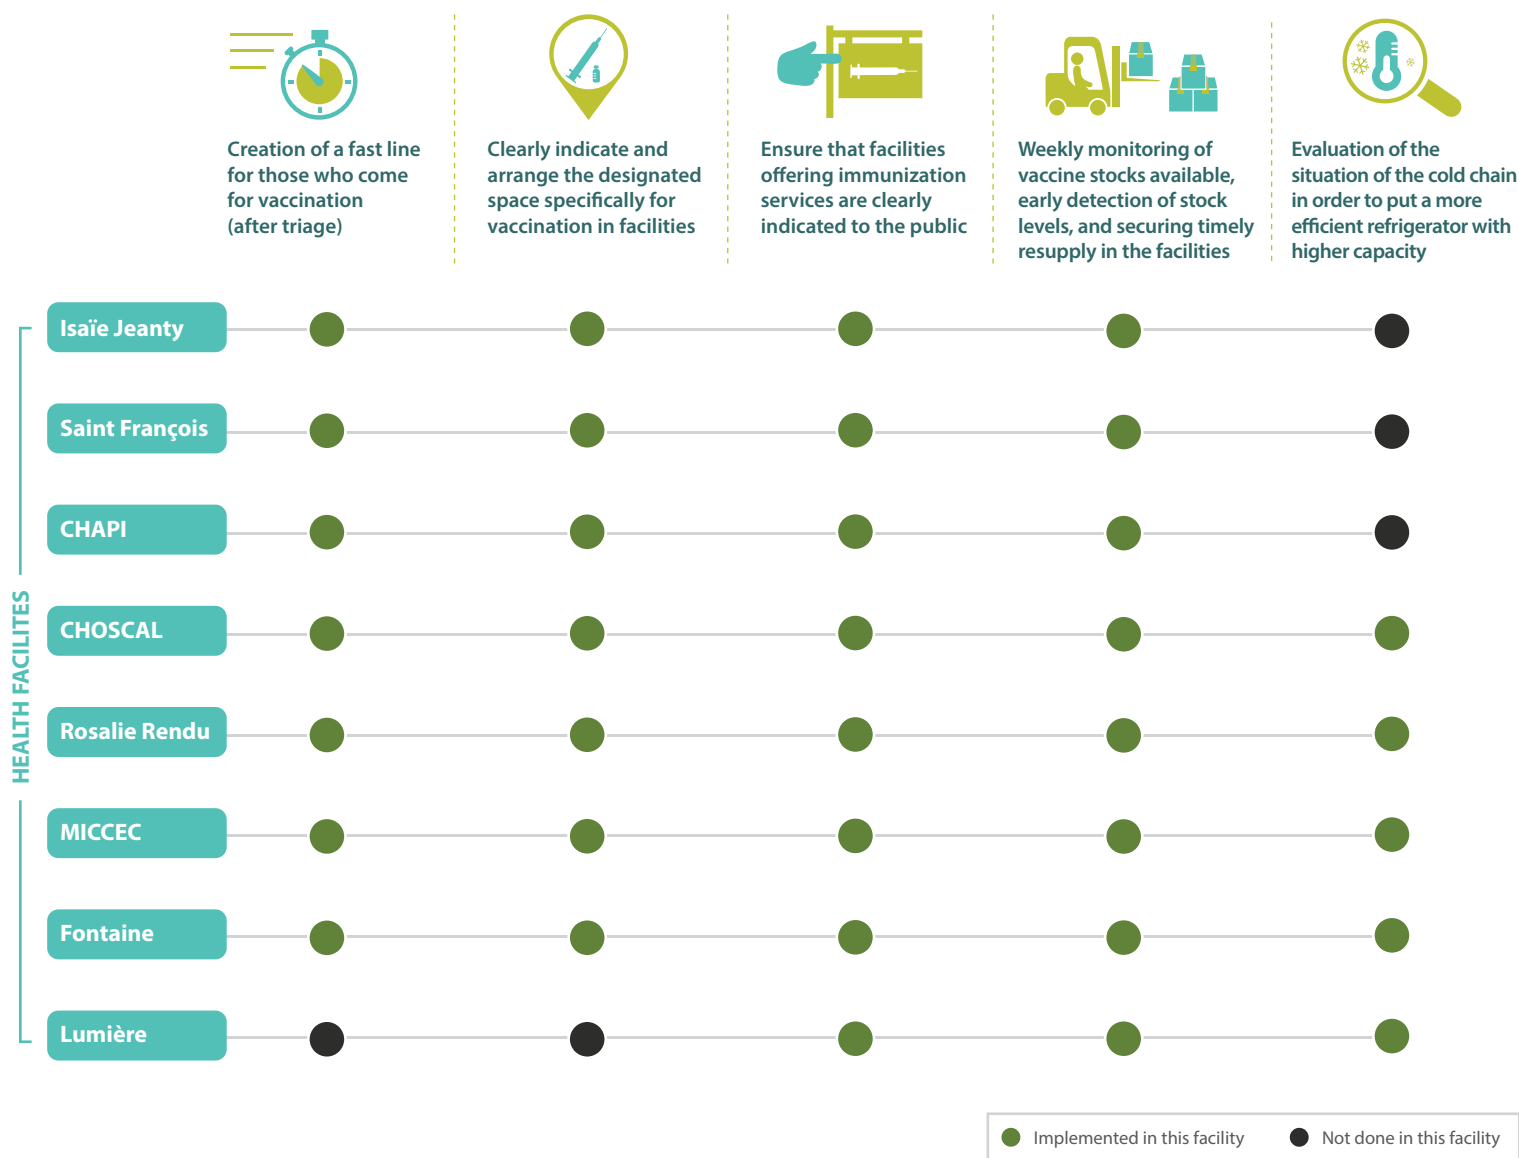 Creation of a fast line
for those who come
for vaccination
(after triage)
Clearly indicate and
arrange the designated
space specifically for
vaccination in facilities
Ensure that facilities
offering immunization
services are clearly
indicated to the public
Weekly monitoring of
vaccine stocks available,
early detection of stock
levels, and securing timely
resupply in the facilities
Evaluation of the
situation of the cold chain
in order to put a more
efficient refrigerator with
higher capacity
HEALTH FACILITES
Isaïe Jeanty
Saint François
CHAPI
CHOSCAL
Rosalie Rendu
MICCEC
Fontaine
Lumière
Implemented in this facility
Not done in this facility